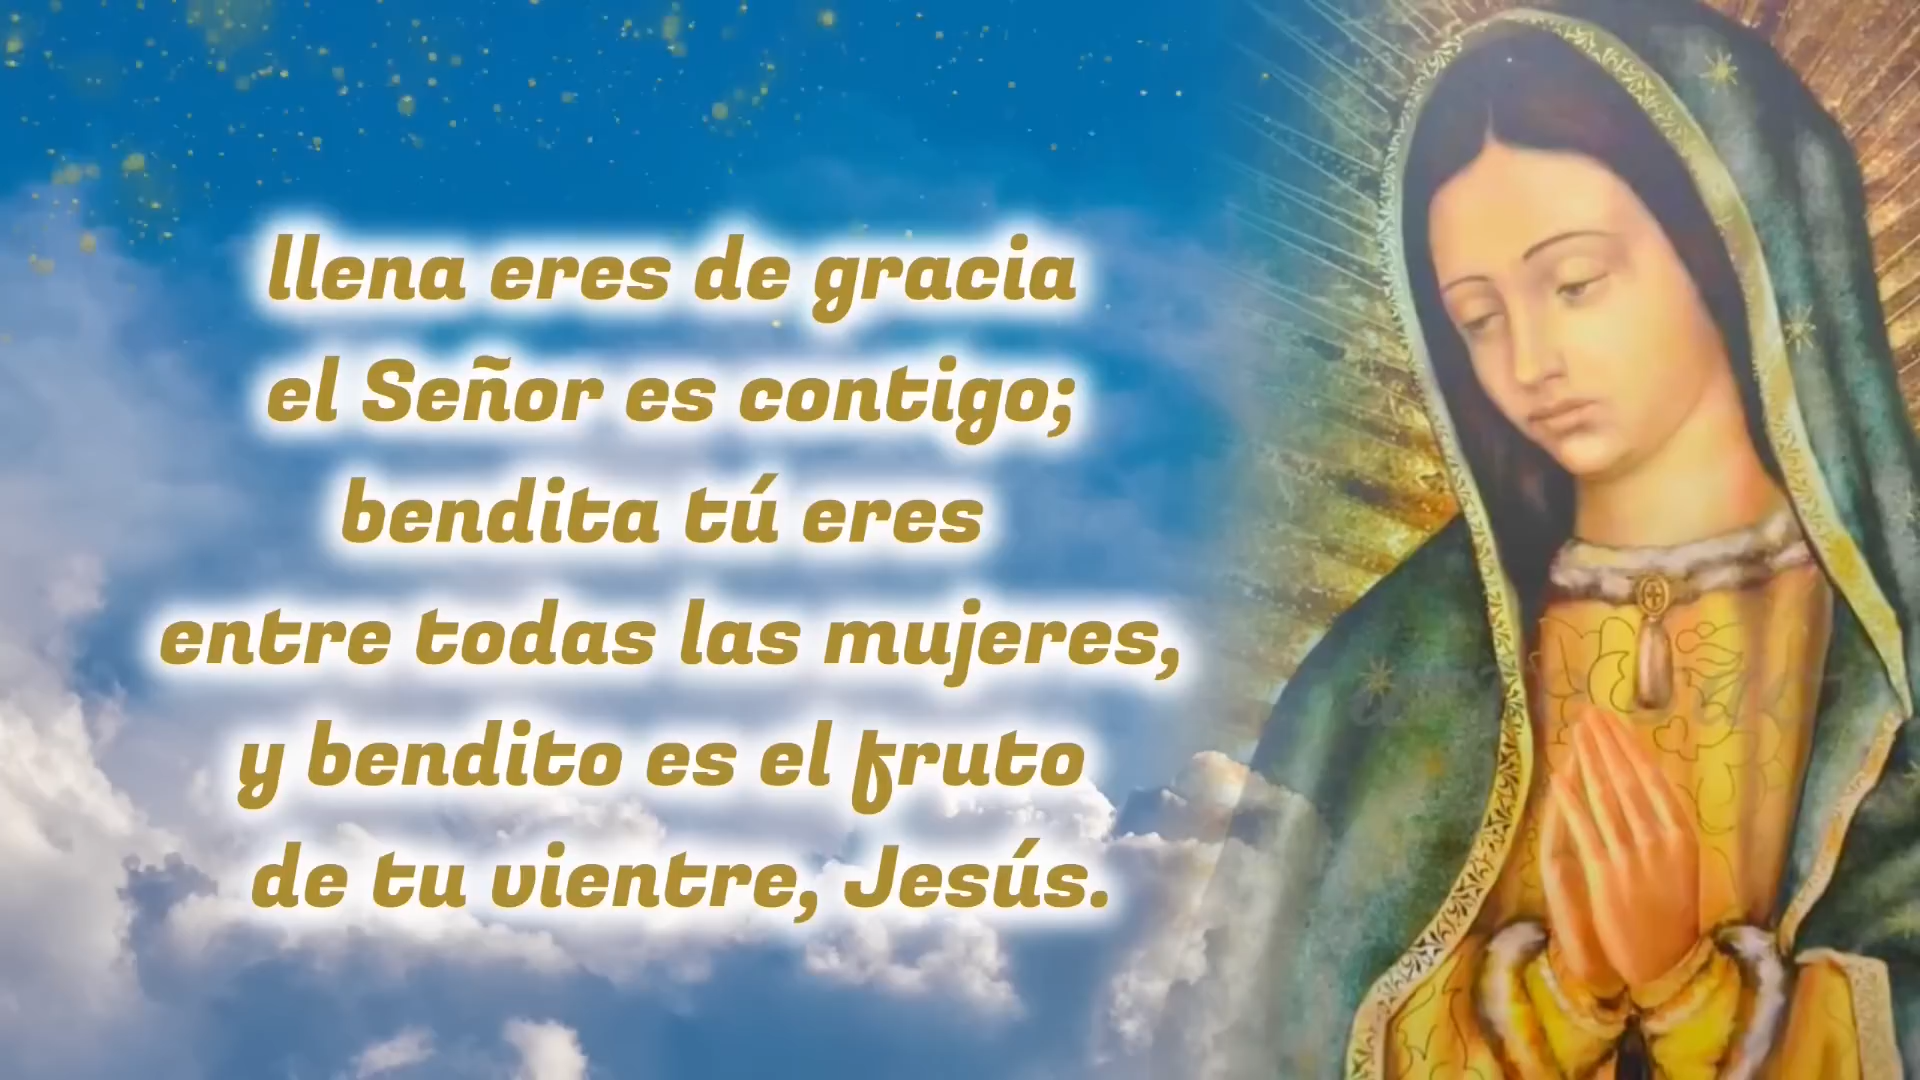 llena eres de gracia
el Señor es contigo;
bendita tú eres
entre todas las mujeres,
y bendito es el fruto
de tu vientre, Jesús.